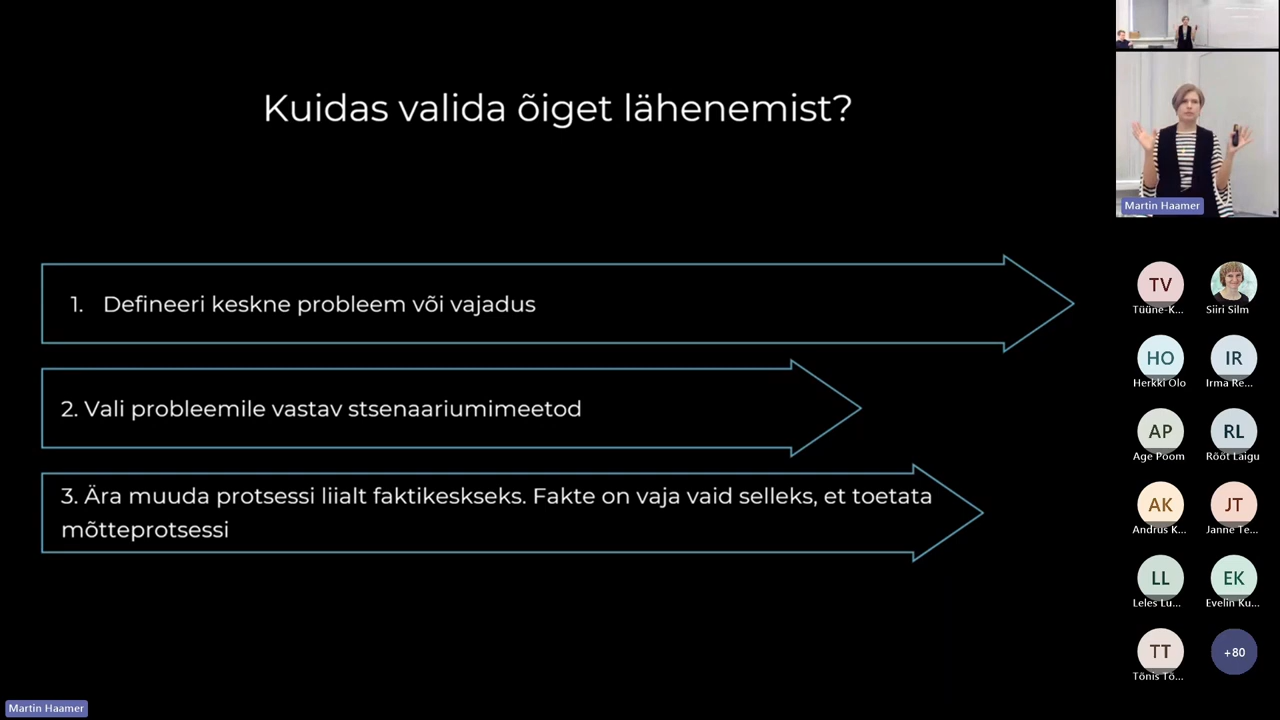 Kuidas valida õiget lähenemist?
1. Defineeri keskne probleem või vajadus
2. Vali probleemile vastav stsenaariumimeetod
3. Ära muuda protsessi liialt faktikeskseks. Fakte on vaja vaid selleks, et toetata
mõtteprotsessi
Martin Haamer
TV
Tüüne-K...
Siiri Silm
HO
Herkki Olo
IR
Irma Re...
AP
Age Poom
RL
Rööt Laigu
AK
Andrus K...
JT
Janne Te...
LL
Leles Lu...
EK
Evelin Ku...
TT
Tõnis Tõ...
+80
Martin Haamer